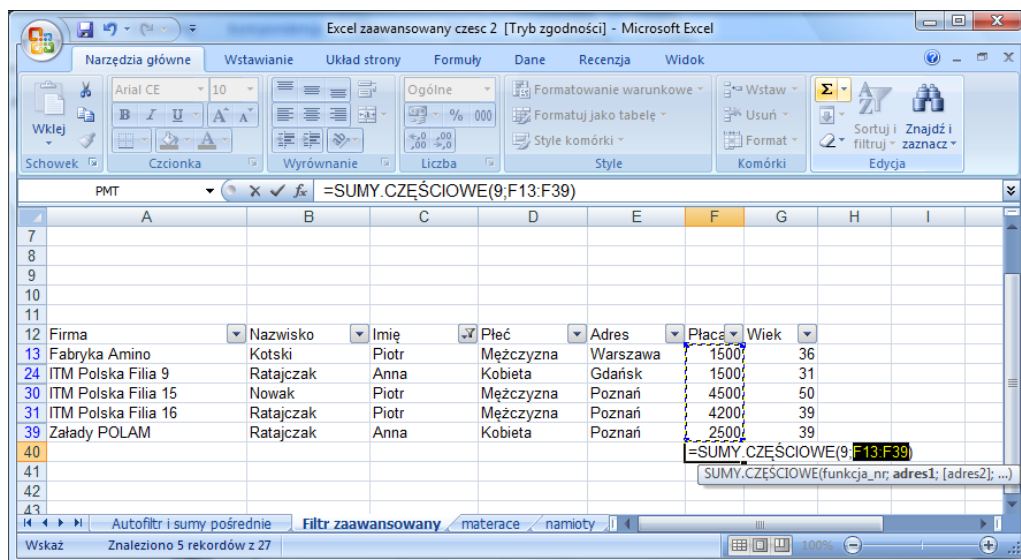 Excel zaawansowany czesc 2 [Tryb zgodności] - Microsoft Excel
Narzędzia główne Wstawianie Układ strony Formuły Dane Recenzja Widok
Arial CE 10 Ogólne Formatowanie warunkowe Wstaw Σ
B I U A A % 000 Formatuj jako tabelę Usuń
Wklej A ,0 ,00 ,00 ,0 Style komórki Format Sortuj i filtruj Znajdź i zaznacz
Schowek Czcionka Wyrównanie Liczba Style Komórki Edycja
PMT fx =SUMY.CZĘŚCIOWE(9;F13:F39)
A B C D E F G H I
7
8
9
10
11
12 Firma Nazwisko Imię Płeć Adres Płaca Wiek
13 Fabryka Amino Kotski Piotr Mężczyzna Warszawa 1500 36
24 ITM Polska Filia 9 Ratajczak Anna Kobieta Gdańsk 1500 31
30 ITM Polska Filia 15 Nowak Piotr Mężczyzna Poznań 4500 50
31 ITM Polska Filia 16 Ratajczak Piotr Mężczyzna Poznań 4200 39
39 Załady POLAM Ratajczak Anna Kobieta Poznań 2500 39
40 =SUMY.CZĘŚCIOWE(9;F13:F39)
41 SUMY.CZĘŚCIOWE(funkcja_nr; adres1; [adres2]; ...)
42
43
Autofiltr i sumy pośrednie Filtr zaawansowany materace namioty
Wskaż Znaleziono 5 rekordów z 27 100%